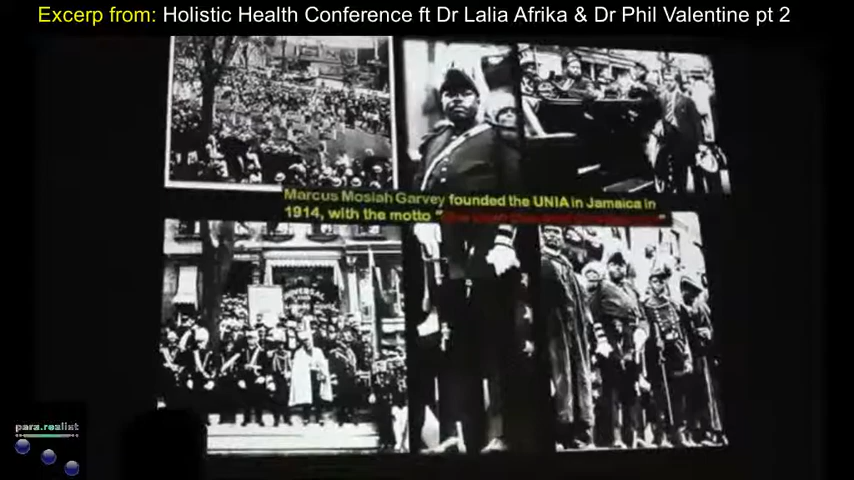 Excerp from: Holistic Health Conference ft Dr Lalia Afrika & Dr Phil Valentine pt 2
Marcus Mosiah Garvey founded the UNIA in Jamaica in
1914, with the motto "
UNIVERSAL
para.realist